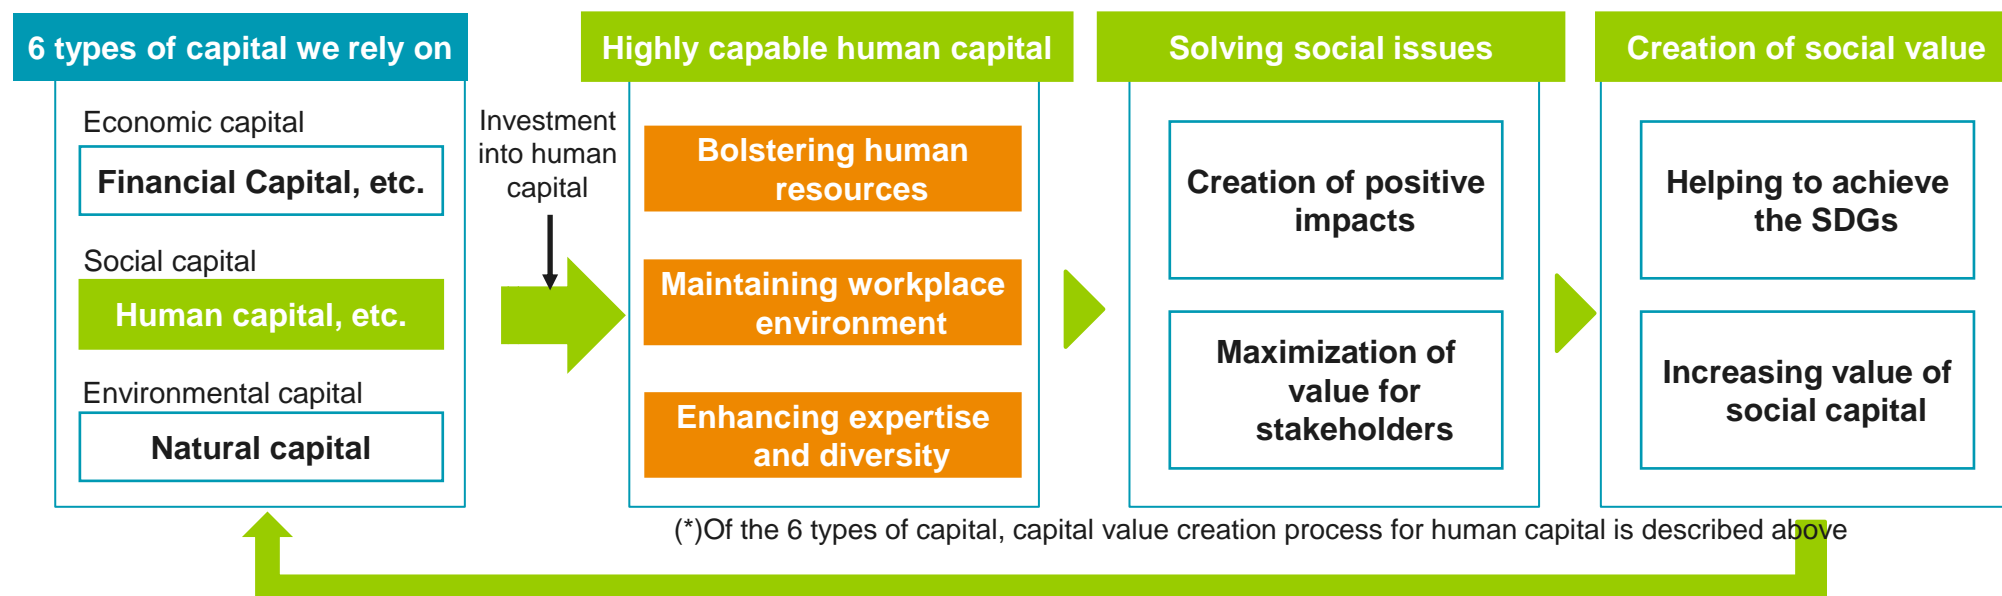 6 types of capital we rely on
Economic capital
Financial Capital, etc.
Social capital
Human capital, etc.
Environmental capital
Natural capital
Investment
into human
capital
Highly capable human capital
Bolstering human
resources
Maintaining workplace
environment
Enhancing expertise
and diversity
Solving social issues
Creation of positive
impacts
Maximization of
value for
stakeholders
Creation of social value
Helping to achieve
the SDGs
Increasing value of
social capital
(*)Of the 6 types of capital, capital value creation process for human capital is described above